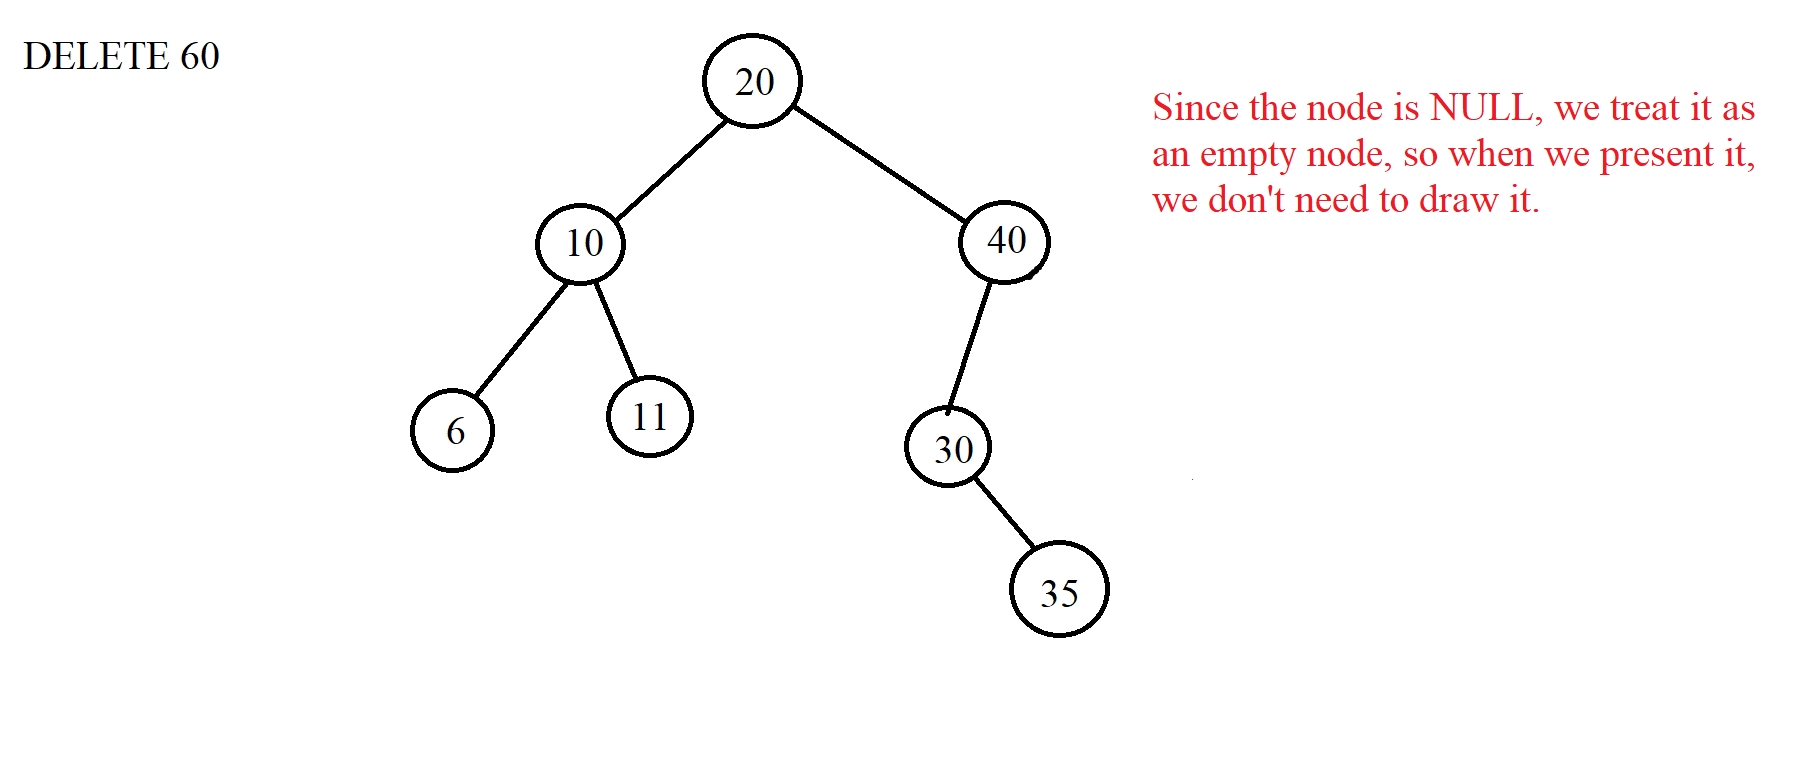 DELETE 60
20
Since the node is NULL, we treat it as
an empty node, so when we present it,
we don't need to draw it.
10
40
6
11
30
35